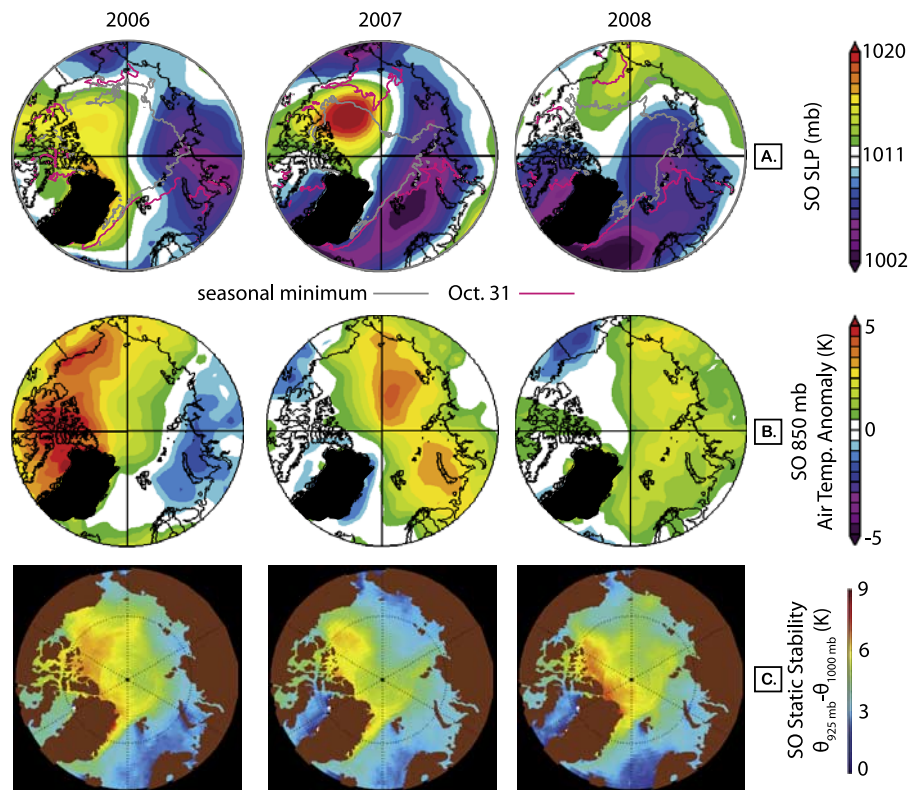 2006 2007 2008
1020
1011
1002
SO SLP (mb)
A.
seasonal minimum Oct. 31
5
0
-5
SO 850 mb
Air Temp. Anomaly (K)
B.
9
6
3
0
SO Static Stability
θ925 mb-θ1000 mb (K)
C.